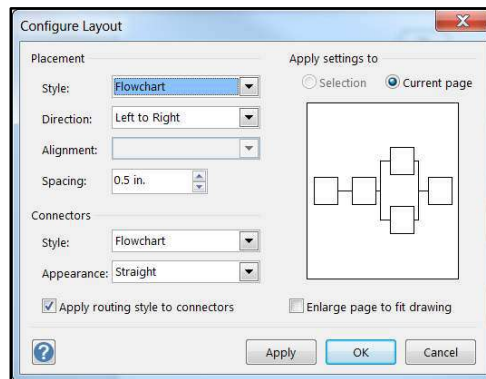 Configure Layout
X
Placement
Style: Flowchart
Direction: Left to Right
Alignment:
Spacing: 0.5 in.
Connectors
Style: Flowchart
Appearance: Straight
Apply routing style to connectors
Apply settings to
Selection Current page
Enlarge page to fit drawing
? Apply OK Cancel